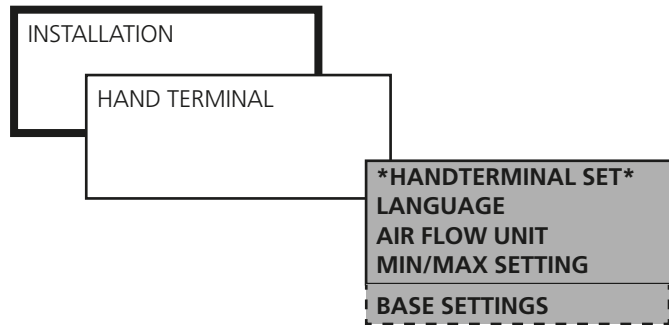 INSTALLATION
HAND TERMINAL
*HANDTERMINAL SET*
LANGUAGE
AIR FLOW UNIT
MIN/MAX SETTING
BASE SETTINGS